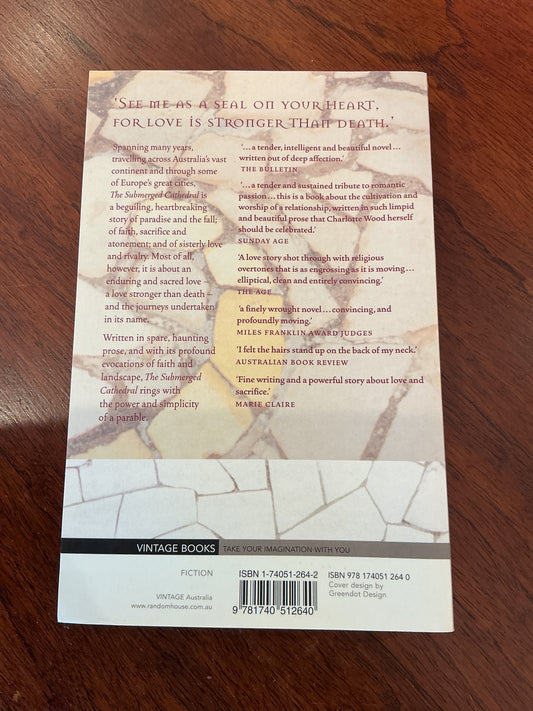 'SEE ME AS A SEAL ON YOUR HEART,
FOR LOVE IS STRONGER THAN DEATH.'
Spanning many years,
travelling across Australia's vast
continent and through some
of Europe's great cities,
The Submerged Cathedral is
a beguiling, heartbreaking
story of paradise and the fall;
of faith, sacrifice and
atonement; and of sisterly love
and rivalry. Most of all,
however, it is about an
enduring and sacred love –
a love stronger than death –
and the journeys undertaken
in its name.
Written in spare, haunting
prose, and with its profound
evocations of faith and
landscape, The Submerged
Cathedral rings with
the power and simplicity
of a parable.
'... a tender, intelligent and beautiful novel ...
written out of deep affection.'
THE BULLETIN
'... a tender and sustained tribute to romantic
passion ... this is a book about the cultivation and
worship of a relationship, written in such limpid
and beautiful prose that Charlotte Wood herself
should be celebrated.'
SUNDAY AGE
'A love story shot through with religious
overtones that is as engrossing as it is moving ...
elliptical, clean and entirely convincing.'
THE AGE
'a finely wrought novel ... convincing, and
profoundly moving.'
MILES FRANKLIN AWARD JUDGES
'I felt the hairs stand up on the back of my neck.'
AUSTRALIAN BOOK REVIEW
'Fine writing and a powerful story about love and
sacrifice.'
MARIE CLAIRE
VINTAGE BOOKS TAKE YOUR IMAGINATION WITH YOU
FICTION
VINTAGE Australia
www.randomhouse.com.au
ISBN 1-74051-264-2
9 781740 512640
ISBN 978 174051 264 0
Cover design by
Greendot Design